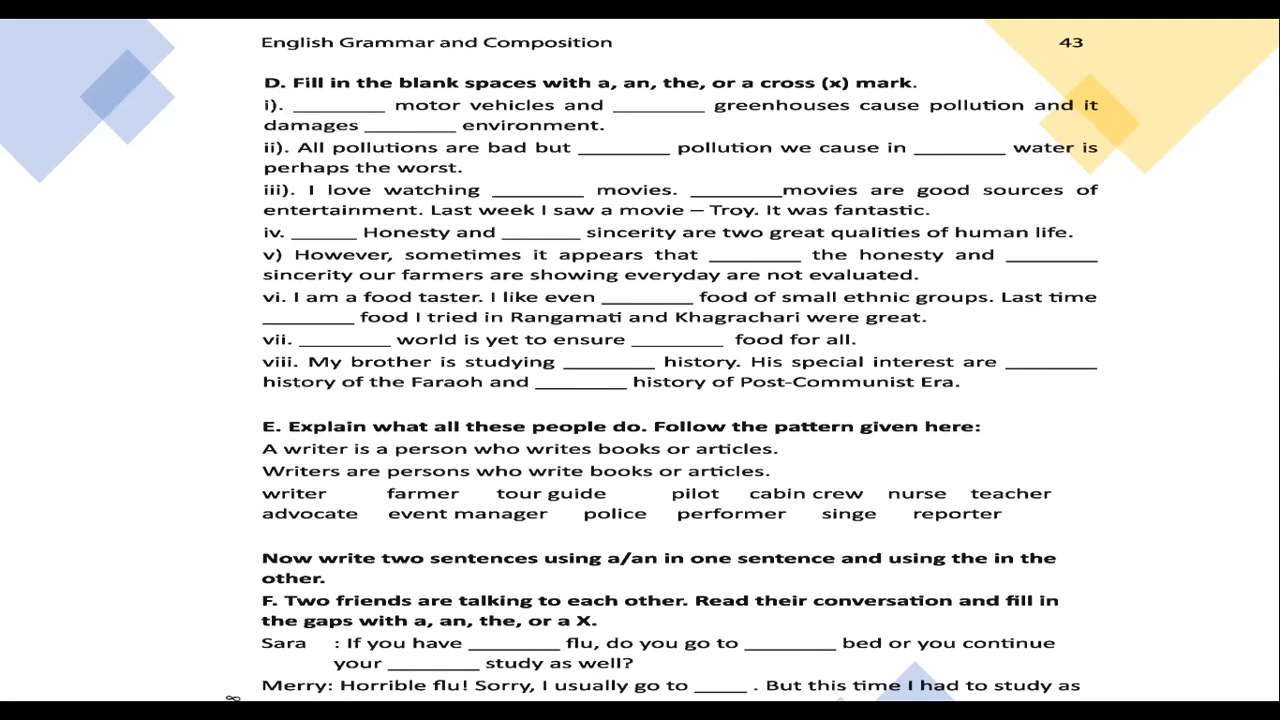 English Grammar and Composition 43
D. Fill in the blank spaces with a, an, the, or a cross (x) mark.
i). _________ motor vehicles and _________ greenhouses cause pollution and it
damages _________ environment.
ii). All pollutions are bad but _________ pollution we cause in _________ water is
perhaps the worst.
iii). I love watching _________ movies. _________movies are good sources of
entertainment. Last week I saw a movie – Troy. It was fantastic.
iv. ______ Honesty and _______ sincerity are two great qualities of human life.
v) However, sometimes it appears that _________ the honesty and _________
sincerity our farmers are showing everyday are not evaluated.
vi. I am a food taster. I like even _________ food of small ethnic groups. Last time
_________ food I tried in Rangamati and Khagrachari were great.
vii. _________ world is yet to ensure _________ food for all.
viii. My brother is studying _________ history. His special interest are _________
history of the Faraoh and _________ history of Post-Communist Era.
E. Explain what all these people do. Follow the pattern given here:
A writer is a person who writes books or articles.
Writers are persons who write books or articles.
writer farmer tour guide pilot cabin crew nurse teacher
advocate event manager police performer singe reporter
Now write two sentences using a/an in one sentence and using the in the
other.
F. Two friends are talking to each other. Read their conversation and fill in
the gaps with a, an, the, or a X.
Sara : If you have _________ flu, do you go to _________ bed or you continue
your _________ study as well?
Merry: Horrible flu! Sorry, I usually go to _____ . But this time I had to study as